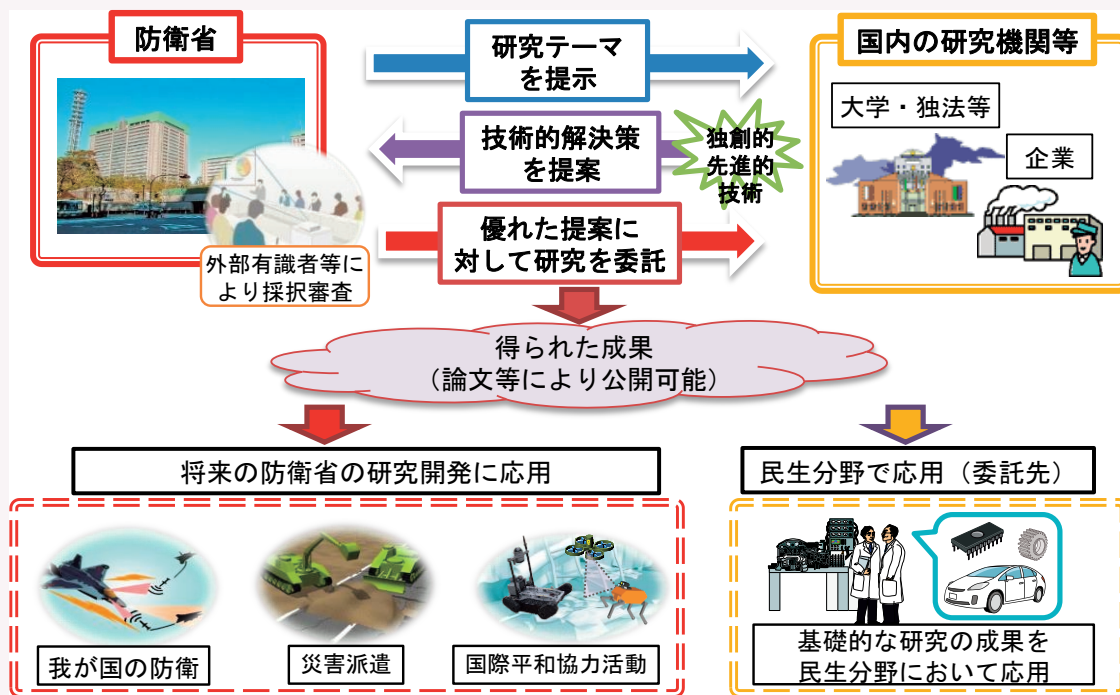 防衛省
研究テーマ
を提示
国内の研究機関等
大学・独法等
企業
技術的解決策
を提案
独創的
先進的
技術
優れた提案に
対して研究を委託
外部有識者等に
より採択審査
得られた成果
（論文等により公開可能）
将来の防衛省の研究開発に応用
民生分野で応用（委託先）
我が国の防衛
災害派遣
国際平和協力活動
基礎的な研究の成果を
民生分野において応用